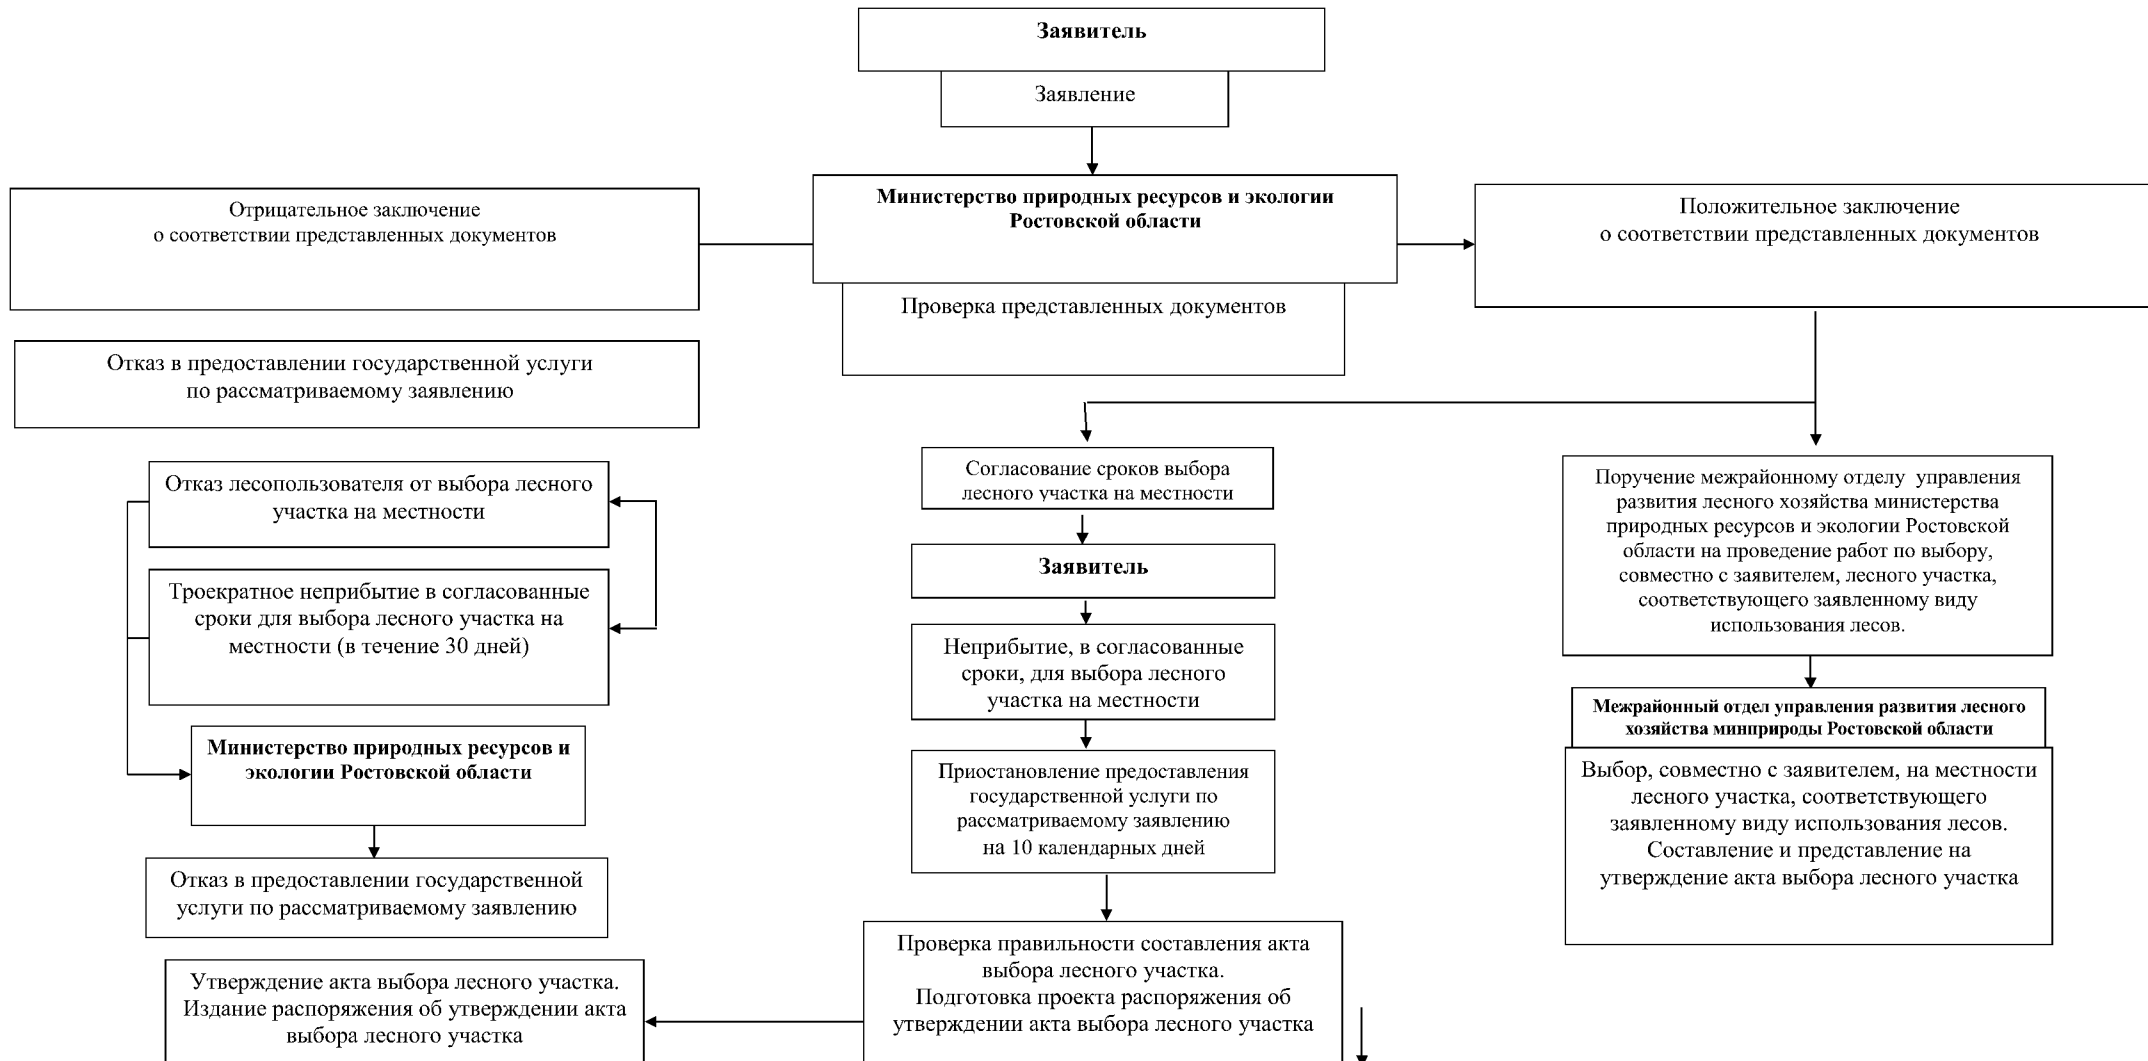 Заявитель
Заявление
Министерство природных ресурсов и экологии
Ростовской области
Проверка представленных документов
Отрицательное заключение
о соответствии представленных документов
Положительное заключение
о соответствии представленных документов
Отказ в предоставлении государственной услуги
по рассматриваемому заявлению
Отказ лесопользователя от выбора лесного
участка на местности
Троекратное неприбытие в согласованные
сроки для выбора лесного участка на
местности (в течение 30 дней)
Министерство природных ресурсов и
экологии Ростовской области
Отказ в предоставлении государственной
услуги по рассматриваемому заявлению
Утверждение акта выбора лесного участка.
Издание распоряжения об утверждении акта
выбора лесного участка
Согласование сроков выбора
лесного участка на местности
Заявитель
Неприбытие, в согласованные
сроки, для выбора лесного
участка на местности
Приостановление предоставления
государственной услуги по
рассматриваемому заявлению
на 10 календарных дней
Проверка правильности составления акта
выбора лесного участка.
Подготовка проекта распоряжения об
утверждении акта выбора лесного участка
Поручение межрайонному отделу управления
развития лесного хозяйства министерства
природных ресурсов и экологии Ростовской
области на проведение работ по выбору,
совместно с заявителем, лесного участка,
соответствующего заявленному виду
использования лесов.
Межрайонный отдел управления развития лесного
хозяйства минприроды Ростовской области
Выбор, совместно с заявителем, на местности
лесного участка, соответствующего
заявленному виду использования лесов.
Составление и представление на
утверждение акта выбора лесного участка